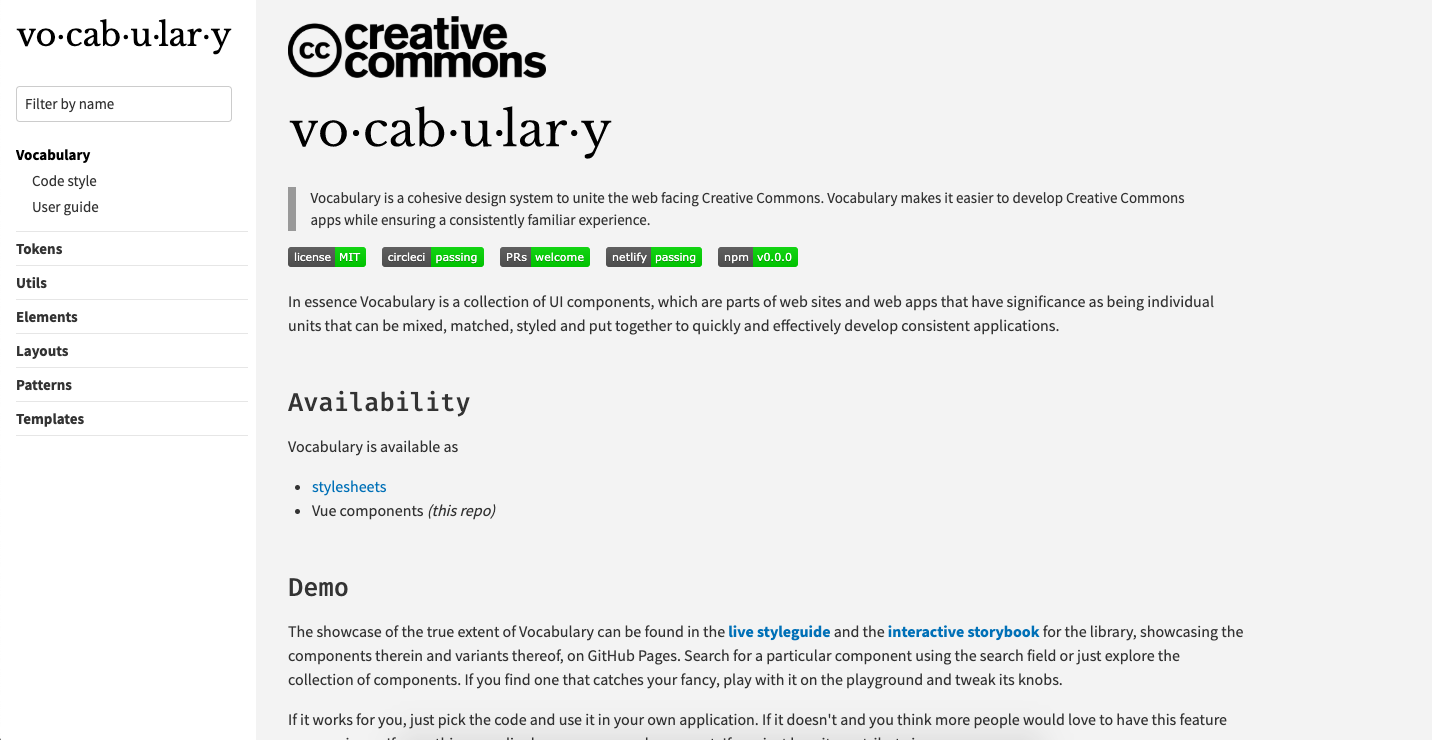 vo·cab·u·lar·y
Filter by name
Vocabulary
Code style
User guide
Tokens
Utils
Elements
Layouts
Patterns
Templates
cc creative
commons
vo·cab·u·lar·y
Vocabulary is a cohesive design system to unite the web facing Creative Commons. Vocabulary makes it easier to develop Creative Commons
apps while ensuring a consistently familiar experience.
license MIT circleci passing PRs welcome netlify passing npm v0.0.0
In essence Vocabulary is a collection of UI components, which are parts of web sites and web apps that have significance as being individual
units that can be mixed, matched, styled and put together to quickly and effectively develop consistent applications.
Availability
Vocabulary is available as
• stylesheets
• Vue components (this repo)
Demo
The showcase of the true extent of Vocabulary can be found in the live styleguide and the interactive storybook for the library, showcasing the
components therein and variants thereof, on GitHub Pages. Search for a particular component using the search field or just explore the
collection of components. If you find one that catches your fancy, play with it on the playground and tweak its knobs.
If it works for you, just pick the code and use it in your own application. If it doesn't and you think more people would love to have this feature